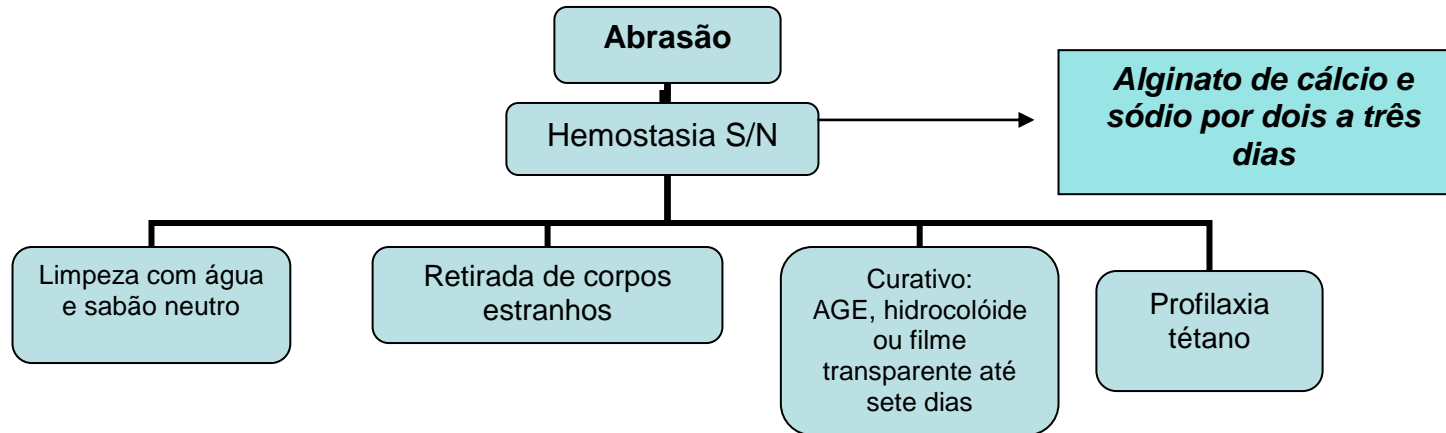 Abrasão
Hemostasia S/N
Alginato de cálcio e
sódio por dois a três
dias
Limpeza com água
e sabão neutro
Retirada de corpos
estranhos
Curativo:
AGE, hidrocolóide
ou filme
transparente até
sete dias
Profilaxia
tétano